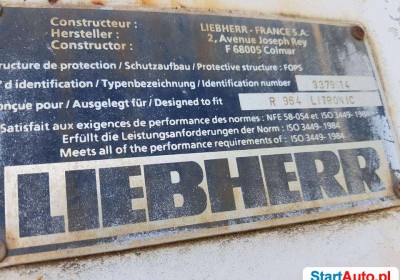 Constructeur : LIEBHERR - FRANCE S.A.
Hersteller : 2, Avenue Joseph Rey
Constructor : F 68005 Colmar
ructure de protection / Schutzaufbau / Protective structure : FOPS
d'identification / Typenbezeichnung / Identification number
onçue pour / Ausgelegt für / Designed to fit R 984 LITRONIC
Satisfait aux exigences de performance des normes : NFE 58-054 et ISO 3449-198
Erfüllt die Leistungsanforderungen der Norm : ISO 3449-1984
Meets all of the performance requirements of : ISO 3449-1984
LIEBHERR
StartAuto.pl